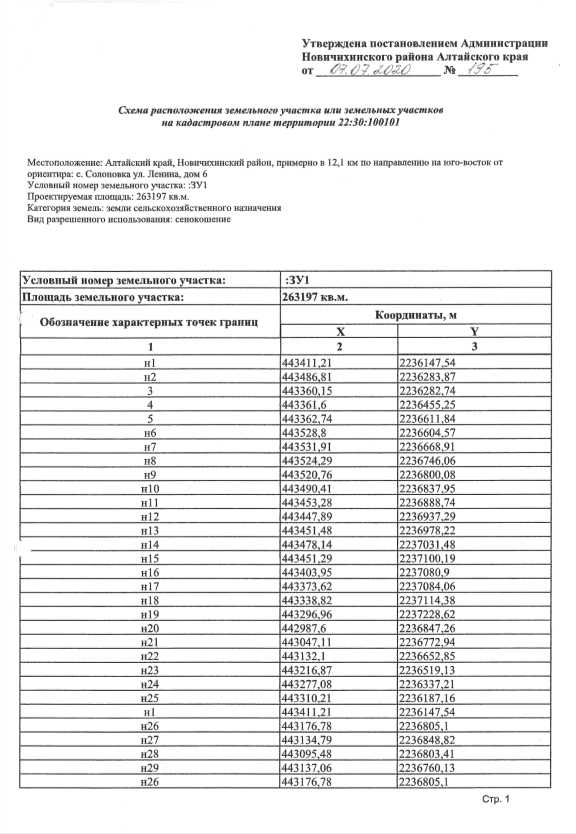 Утверждена постановлением Администрации
Новичихинского района Алтайского края
от 07.07.2020 № 195
Схема расположения земельного участка или земельных участков
на кадастровом плане территории 22:30:100101
Местоположение: Алтайский край, Новичихинский район, примерно в 12,1 км по направлению на юго-восток от
ориентира: с. Солоновка ул. Ленина, дом 6
Условный номер земельного участка: :ЗУ1
Проектируемая площадь: 263197 кв.м.
Категория земель: земли сельскохозяйственного назначения
Вид разрешенного использования: сенокошение
Условный номер земельного участка: :ЗУ1
Площадь земельного участка: 263197 кв.м.
Обозначение характерных точек границ Координаты, м
X Y
1 2 3
н1 443411,21 2236147,54
н2 443486,81 2236283,87
3 443360,15 2236282,74
4 443361,6 2236455,25
5 443362,74 2236611,84
н6 443528,8 2236604,57
н7 443531,91 2236668,91
н8 443524,29 2236746,06
н9 443520,76 2236800,08
н10 443490,41 2236837,95
н11 443453,28 2236888,74
н12 443447,89 2236937,29
н13 443451,48 2236978,22
н14 443478,14 2237031,48
н15 443451,29 2237100,19
н16 443403,95 2237080,9
н17 443373,62 2237084,06
н18 443338,82 2237114,38
н19 443296,96 2237228,62
н20 442987,6 2236847,26
н21 443047,11 2236772,94
н22 443132,1 2236652,85
н23 443216,87 2236519,13
н24 443277,08 2236337,21
н25 443310,21 2236187,16
н1 443411,21 2236147,54
н26 443176,78 2236805,1
н27 443134,79 2236848,82
н28 443095,48 2236803,41
н29 443137,06 2236760,13
н26 443176,78 2236805,1
Стр. 1